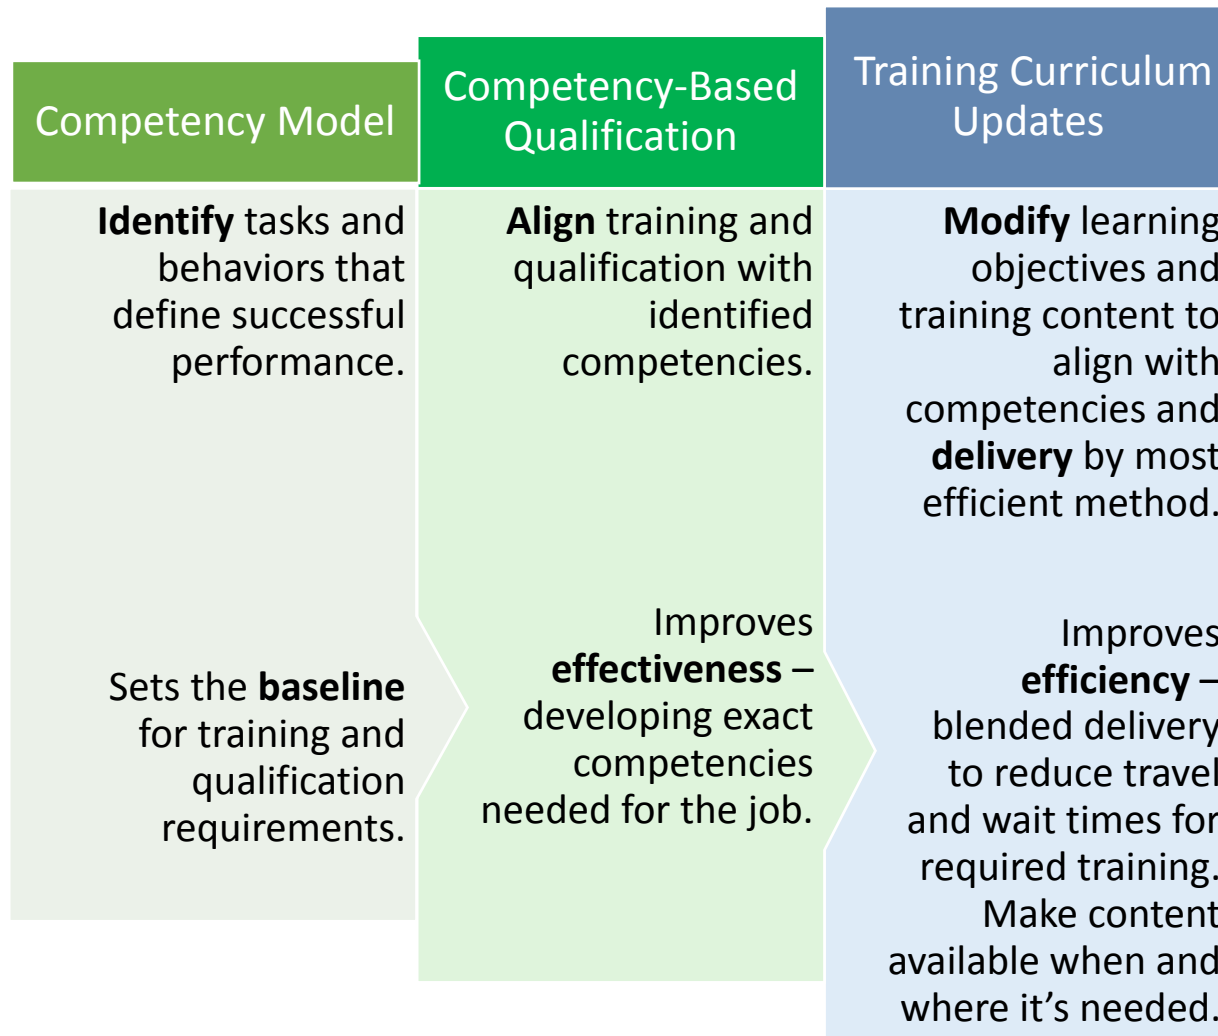 Competency Model
Identify tasks and
behaviors that
define successful
performance.
Sets the baseline
for training and
qualification
requirements.
Competency-Based
Qualification
Align training and
qualification with
identified
competencies.
Improves
effectiveness –
developing exact
competencies
needed for the job.
Training Curriculum
Updates
Modify learning
objectives and
training content to
align with
competencies and
delivery by most
efficient method.
Improves
efficiency –
blended delivery
to reduce travel
and wait times for
required training.
Make content
available when and
where it’s needed.